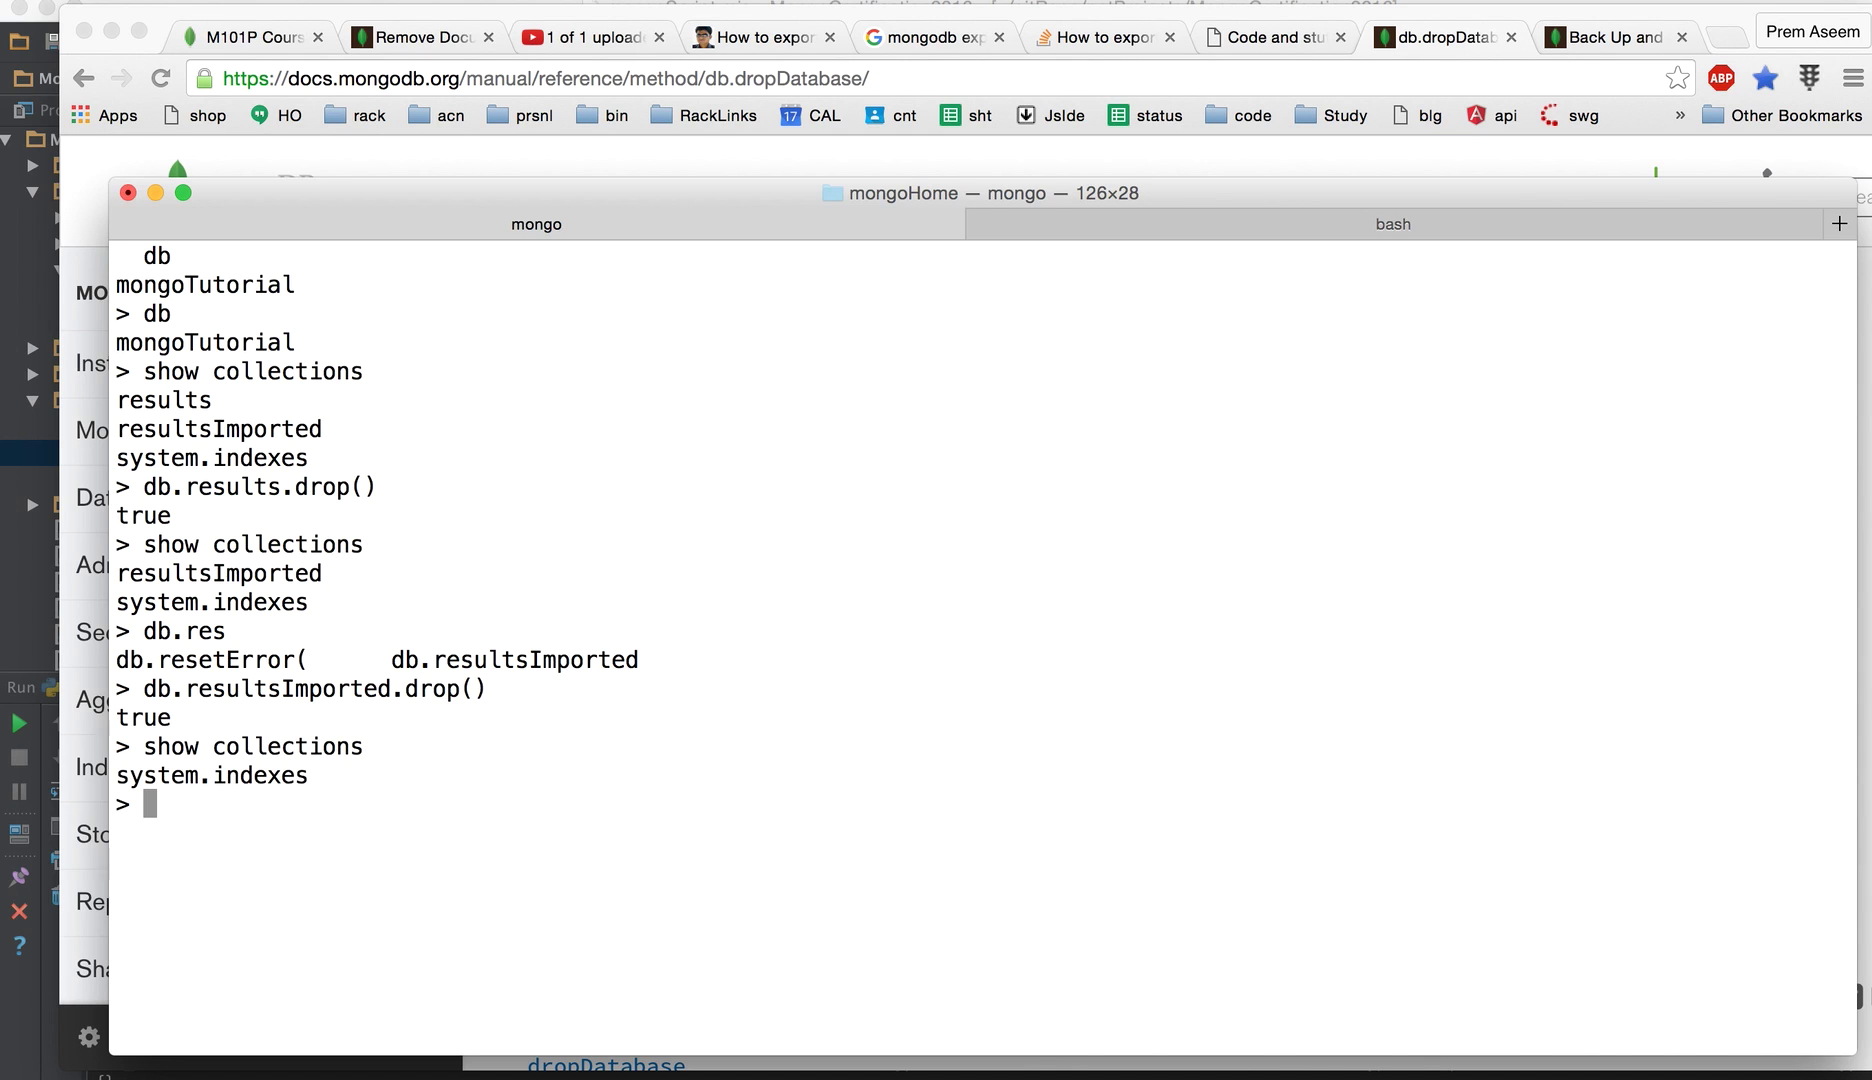 M101P Cours
Remove Docu
1 of 1 upload
How to expor
mongodb exp
How to expor
Code and stu
db.dropDatab
Back Up and
Prem Aseem
https://docs.mongodb.org/manual/reference/method/db.dropDatabase/
ABP
Apps
shop
HO
rack
acn
prsnl
bin
RackLinks
17 CAL
cnt
sht
JsIde
status
code
Study
blg
api
swg
»
Other Bookmarks
mongoHome — mongo — 126×28
mongo
bash
+
db
mongoTutorial
> db
mongoTutorial
> show collections
results
resultsImported
system.indexes
> db.results.drop()
true
> show collections
resultsImported
system.indexes
> db.res
db.resetError( db.resultsImported
> db.resultsImported.drop()
true
> show collections
system.indexes
>
MO
Inst
Mo
Dat
Adr
Sec
Agg
Ind
Sto
Rep
Sha
Run
dropDatabase